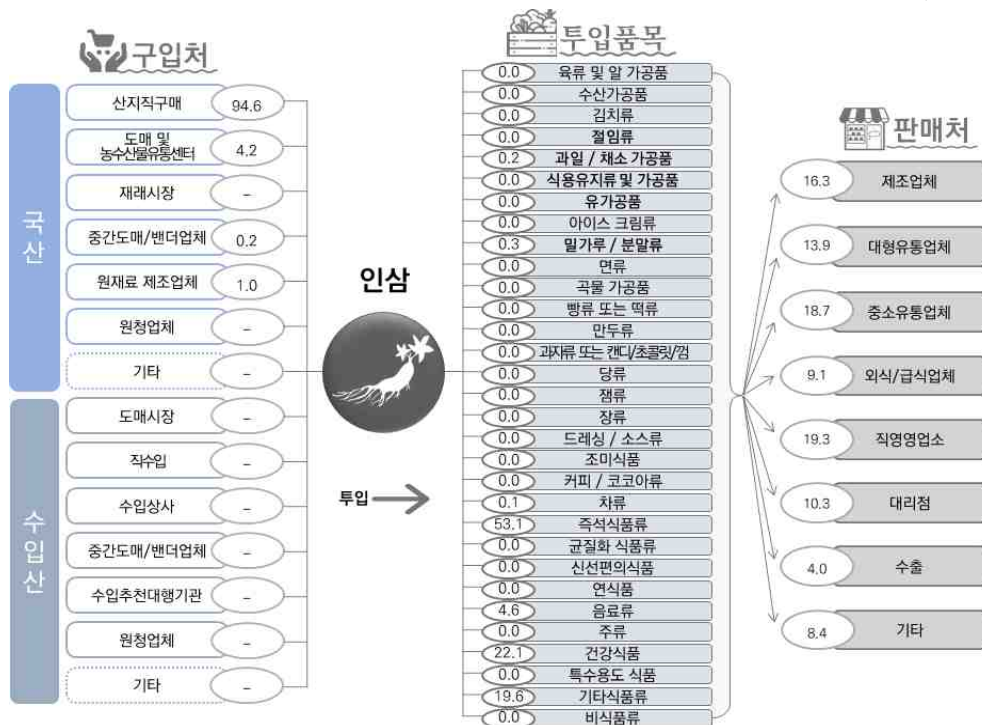 구입처
국산
산지직구매 94.6
도매 및
농수산물유통센터 4.2
재래시장 -
중간도매/밴더업체 0.2
원재료 제조업체 1.0
원청업체 -
기타 -
수입산
도매시장 -
직수입 -
수입상사 -
중간도매/밴더업체 -
수입추천대행기관 -
원청업체 -
기타 -
인삼
투입
투입품목
0.0 육류 및 알 가공품
0.0 수산가공품
0.0 김치류
0.0 절임류
0.2 과일 / 채소 가공품
0.0 식용유지류 및 가공품
0.0 유가공품
0.0 아이스 크림류
0.3 밀가루 / 분말류
0.0 면류
0.0 곡물 가공품
0.0 빵류 또는 떡류
0.0 만두류
0.0 과자류 또는 캔디/초콜릿/껌
0.0 당류
0.0 잼류
0.0 장류
0.0 드레싱 / 소스류
0.0 조미식품
0.0 커피 / 코코아류
0.1 차류
53.1 즉석식품류
0.0 균질화 식품류
0.0 신선편의식품
0.0 연식품
4.6 음료류
0.0 주류
22.1 건강식품
0.0 특수용도 식품
19.6 기타식품류
0.0 비식품류
판매처
16.3 제조업체
13.9 대형유통업체
18.7 중소유통업체
9.1 외식/급식업체
19.3 직영영업소
10.3 대리점
4.0 수출
8.4 기타